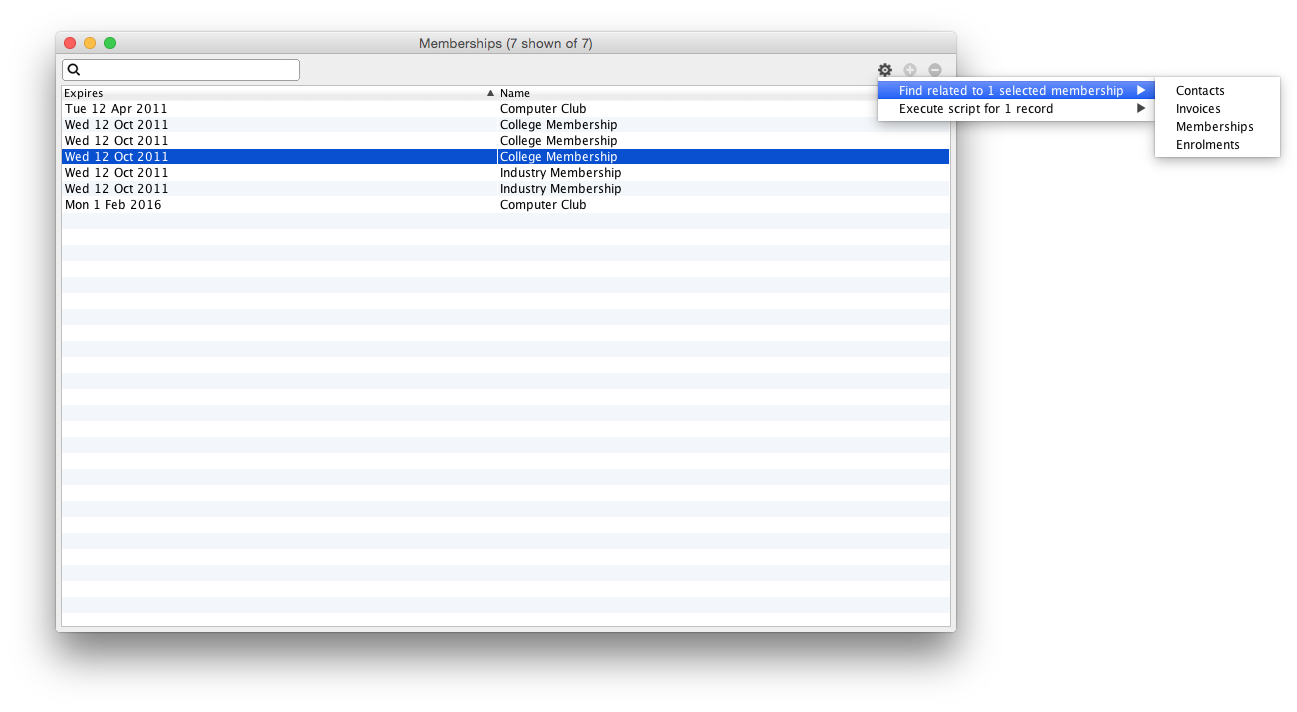 Memberships (7 shown of 7)
Expires Name
Tue 12 Apr 2011 Computer Club
Wed 12 Oct 2011 College Membership
Wed 12 Oct 2011 College Membership
Wed 12 Oct 2011 College Membership
Wed 12 Oct 2011 Industry Membership
Wed 12 Oct 2011 Industry Membership
Mon 1 Feb 2016 Computer Club
Find related to 1 selected membership
Execute script for 1 record
Contacts
Invoices
Memberships
Enrolments